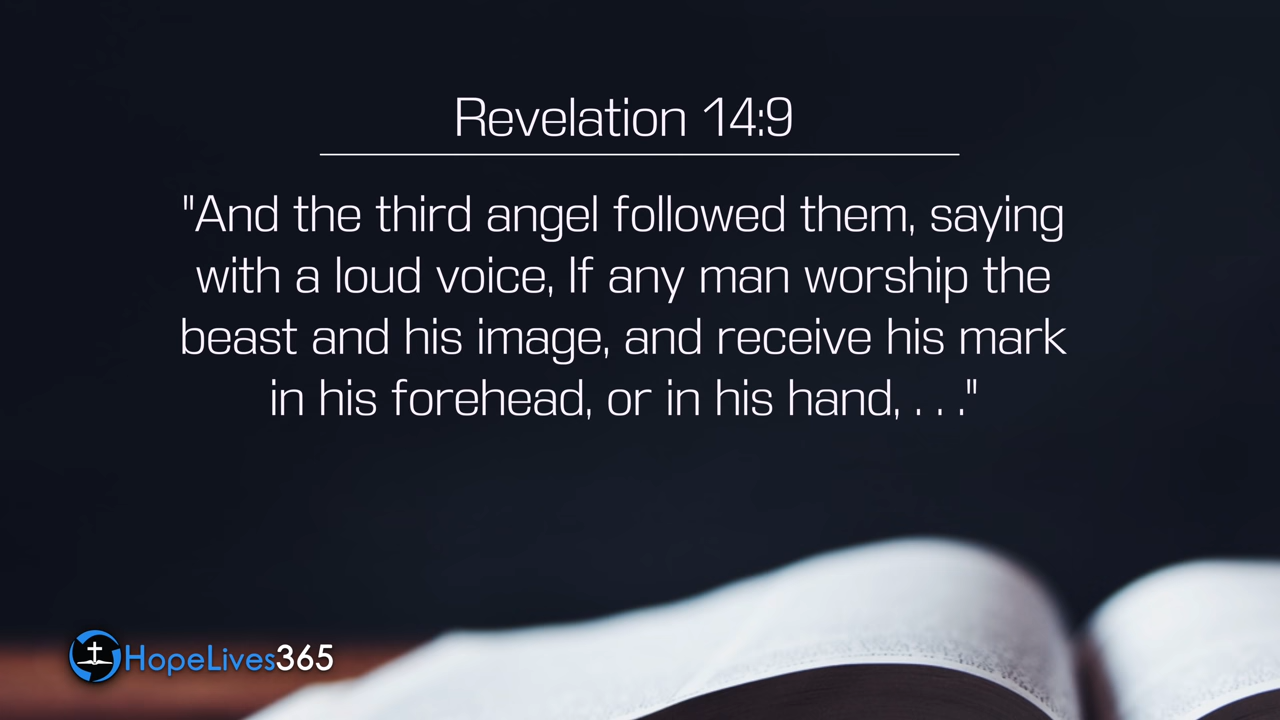 Revelation 14:9
"And the third angel followed them, saying
with a loud voice, If any man worship the
beast and his image, and receive his mark
in his forehead, or in his hand, . . ."
HopeLives365